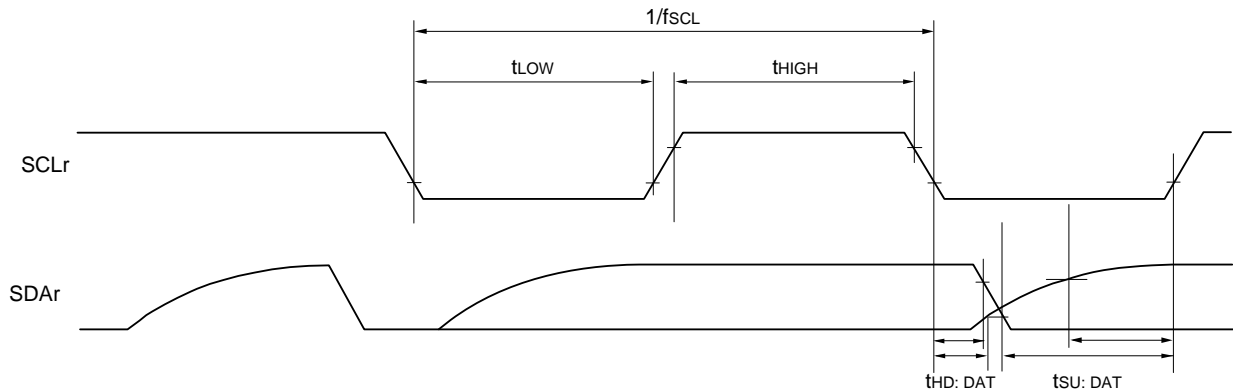 1/fSCL
tLOW
tHIGH
SCLr
SDAr
tHD: DAT
tSU: DAT